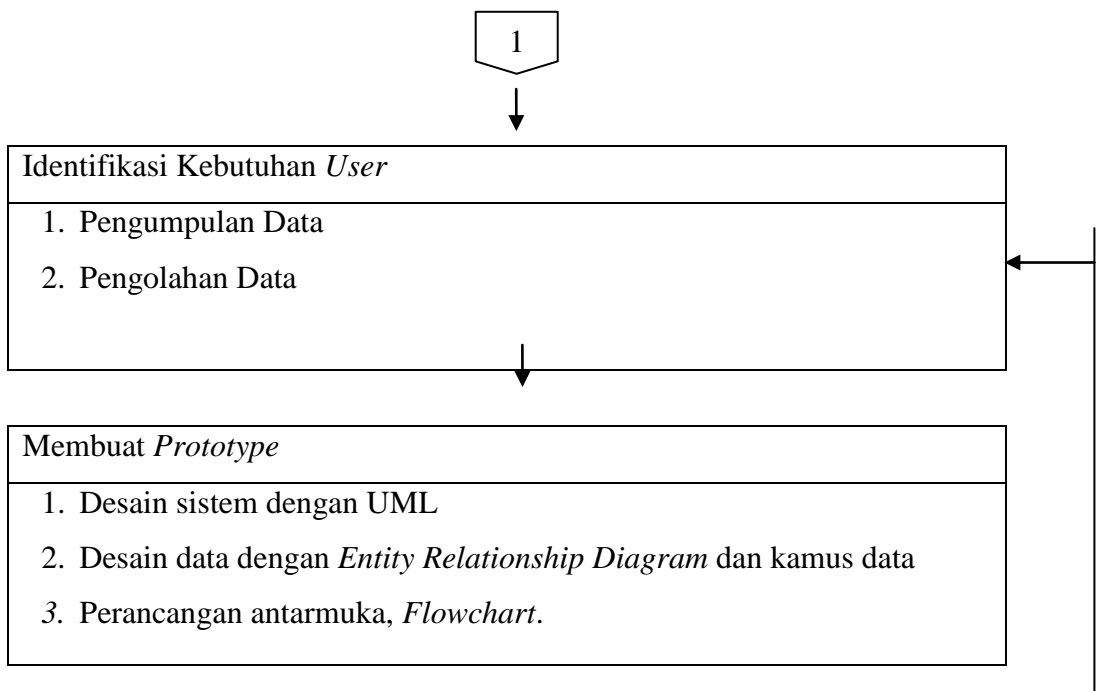 1
Identifikasi Kebutuhan User
1. Pengumpulan Data
2. Pengolahan Data
Membuat Prototype
1. Desain sistem dengan UML
2. Desain data dengan Entity Relationship Diagram dan kamus data
3. Perancangan antarmuka, Flowchart.